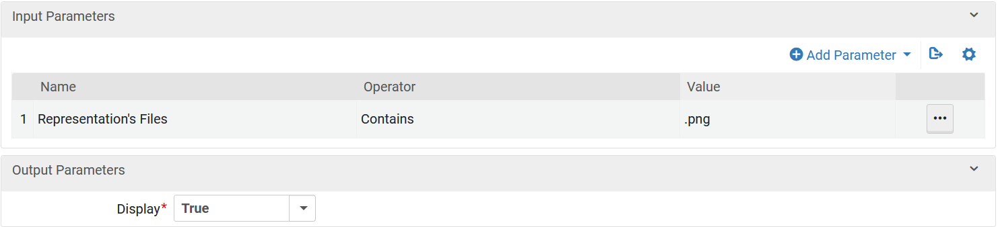 Input Parameters
Add Parameter
Name Operator Value
1 Representation's Files Contains .png
Output Parameters
Display* True